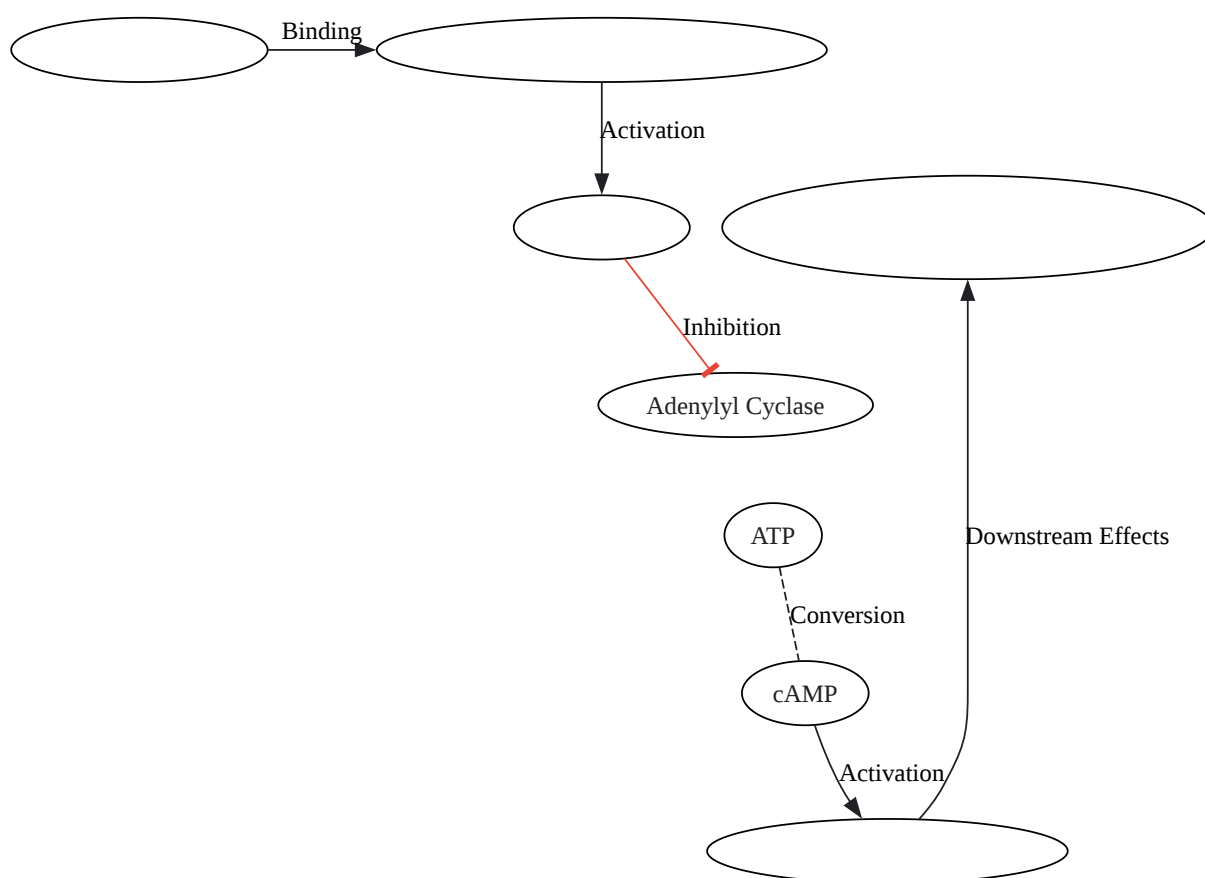 Binding
Activation
Inhibition
Adenylyl Cyclase
ATP
Downstream Effects
Conversion
cAMP
Activation